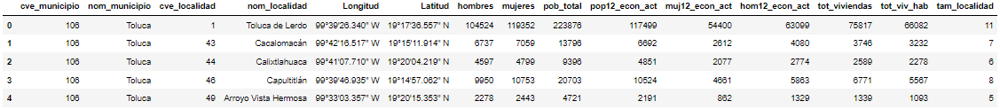 cve_municipio nom_municipio cve_localidad nom_localidad Longitud Latitud hombres mujeres pob_total pop12_econ_act muj12_econ_act hom12_econ_act tot_viviendas tot_viv_hab tam_localidad
0 106 Toluca 1 Toluca de Lerdo 99°39'26.340" W 19°17'36.557" N 104524 119352 223876 117499 54400 63099 75817 66082 11
1 106 Toluca 43 Cacalomacán 99°42'16.517" W 19°15'11.914" N 6737 7059 13796 6692 2612 4080 3746 3232 7
2 106 Toluca 44 Calixtlahuaca 99°41'07.710" W 19°20'04.219" N 4597 4799 9396 4851 2077 2774 2589 2278 6
3 106 Toluca 46 Capultitlán 99°39'46.935" W 19°14'57.062" N 9950 10753 20703 10524 4661 5863 6771 5567 8
4 106 Toluca 49 Arroyo Vista Hermosa 99°33'03.357" W 19°20'15.353" N 2278 2443 4721 2191 862 1329 1339 1093 5